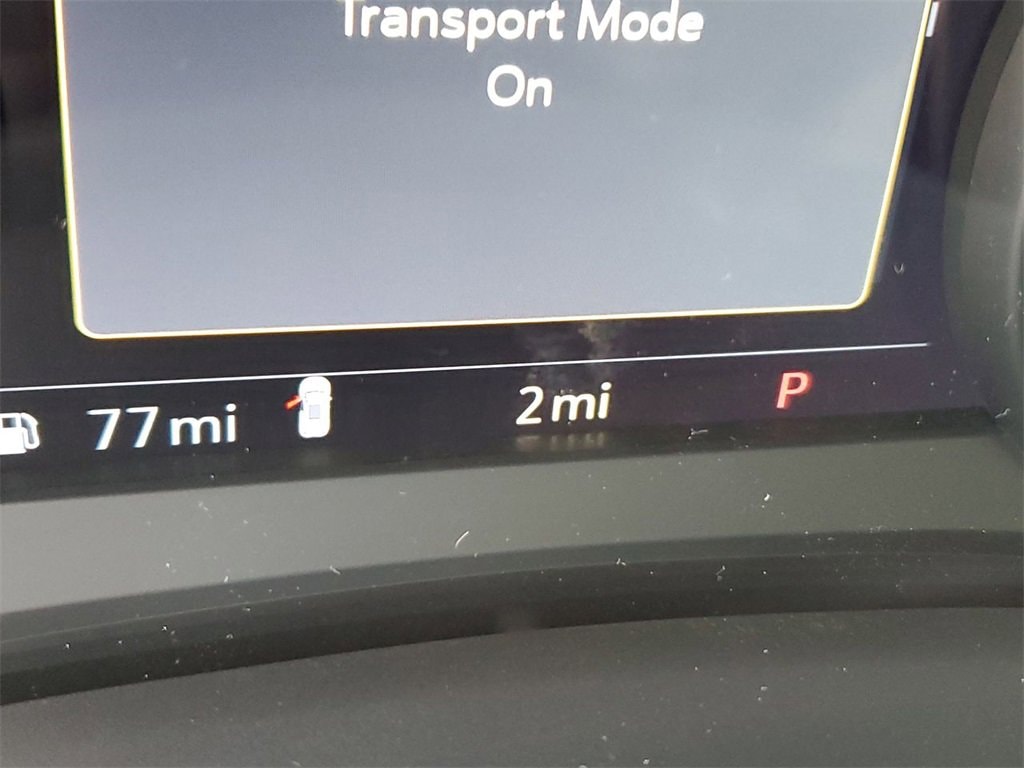 Transport Mode
On
77 mi 2 mi P